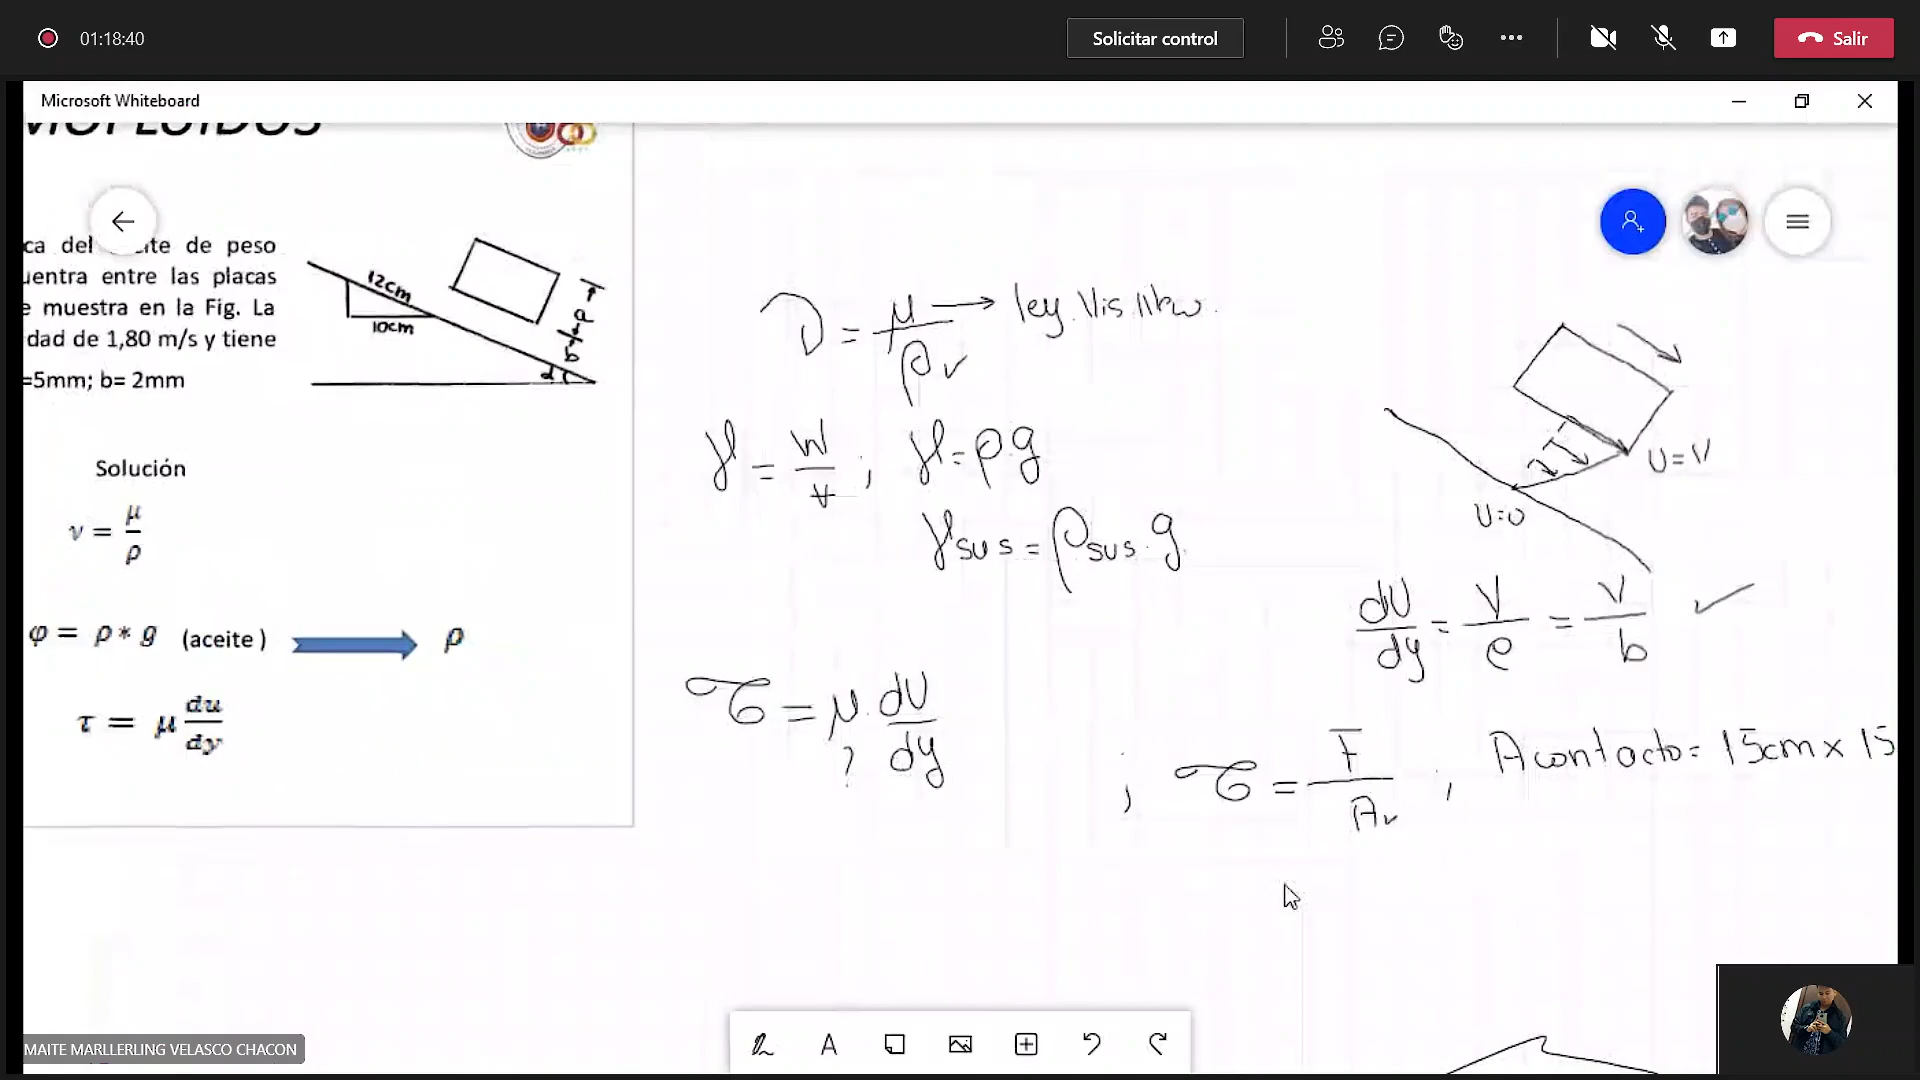 01:18:40
Solicitar control
Salir
Microsoft Whiteboard
MOFLUIDOS
ca del ite de peso
uentra entre las placas
e muestra en la Fig. La
dad de 1,80 m/s y tiene
=5mm; b= 2mm
12cm
10cm
a
b
α
Solución
ν = μ/ρ
φ = ρ * g (aceite) ρ
τ = μ du/dy
ν = μ/ρ → ley. Vis. Nw.
γ = W/V ; γ = ρ.g
γsus = ρsus.g
U=V
U=0
dU/dy = V/e = V/b ✓
τ = μ. dU/dy
?
; τ = F/A ; A contacto = 15cm x 15
MAITE MARLLERLING VELASCO CHACON